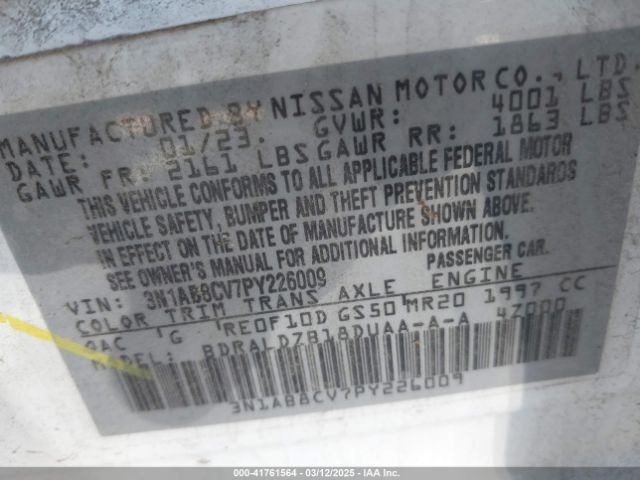 MANUFACTURED BY NISSAN MOTOR CO., LTD.
DATE: 01/23. GVWR: 4001 LBS
GAWR FR: 2161 LBS GAWR RR: 1863 LBS
THIS VEHICLE CONFORMS TO ALL APPLICABLE FEDERAL MOTOR
VEHICLE SAFETY, BUMPER AND THEFT PREVENTION STANDARDS
IN EFFECT ON THE DATE OF MANUFACTURE SHOWN ABOVE.
SEE OWNER'S MANUAL FOR ADDITIONAL INFORMATION.
VIN: 3N1AB8CV7PY226009 PASSENGER CAR.
COLOR TRIM TRANS AXLE ENGINE
QAC G RE0F10D GS50 MR20 1997 CC
MODEL: BDRALDZB18DUAA-A-A 4Z000
3N1AB8CV7PY226009
000-41761564 | 03/12/2025 | IAA Inc.